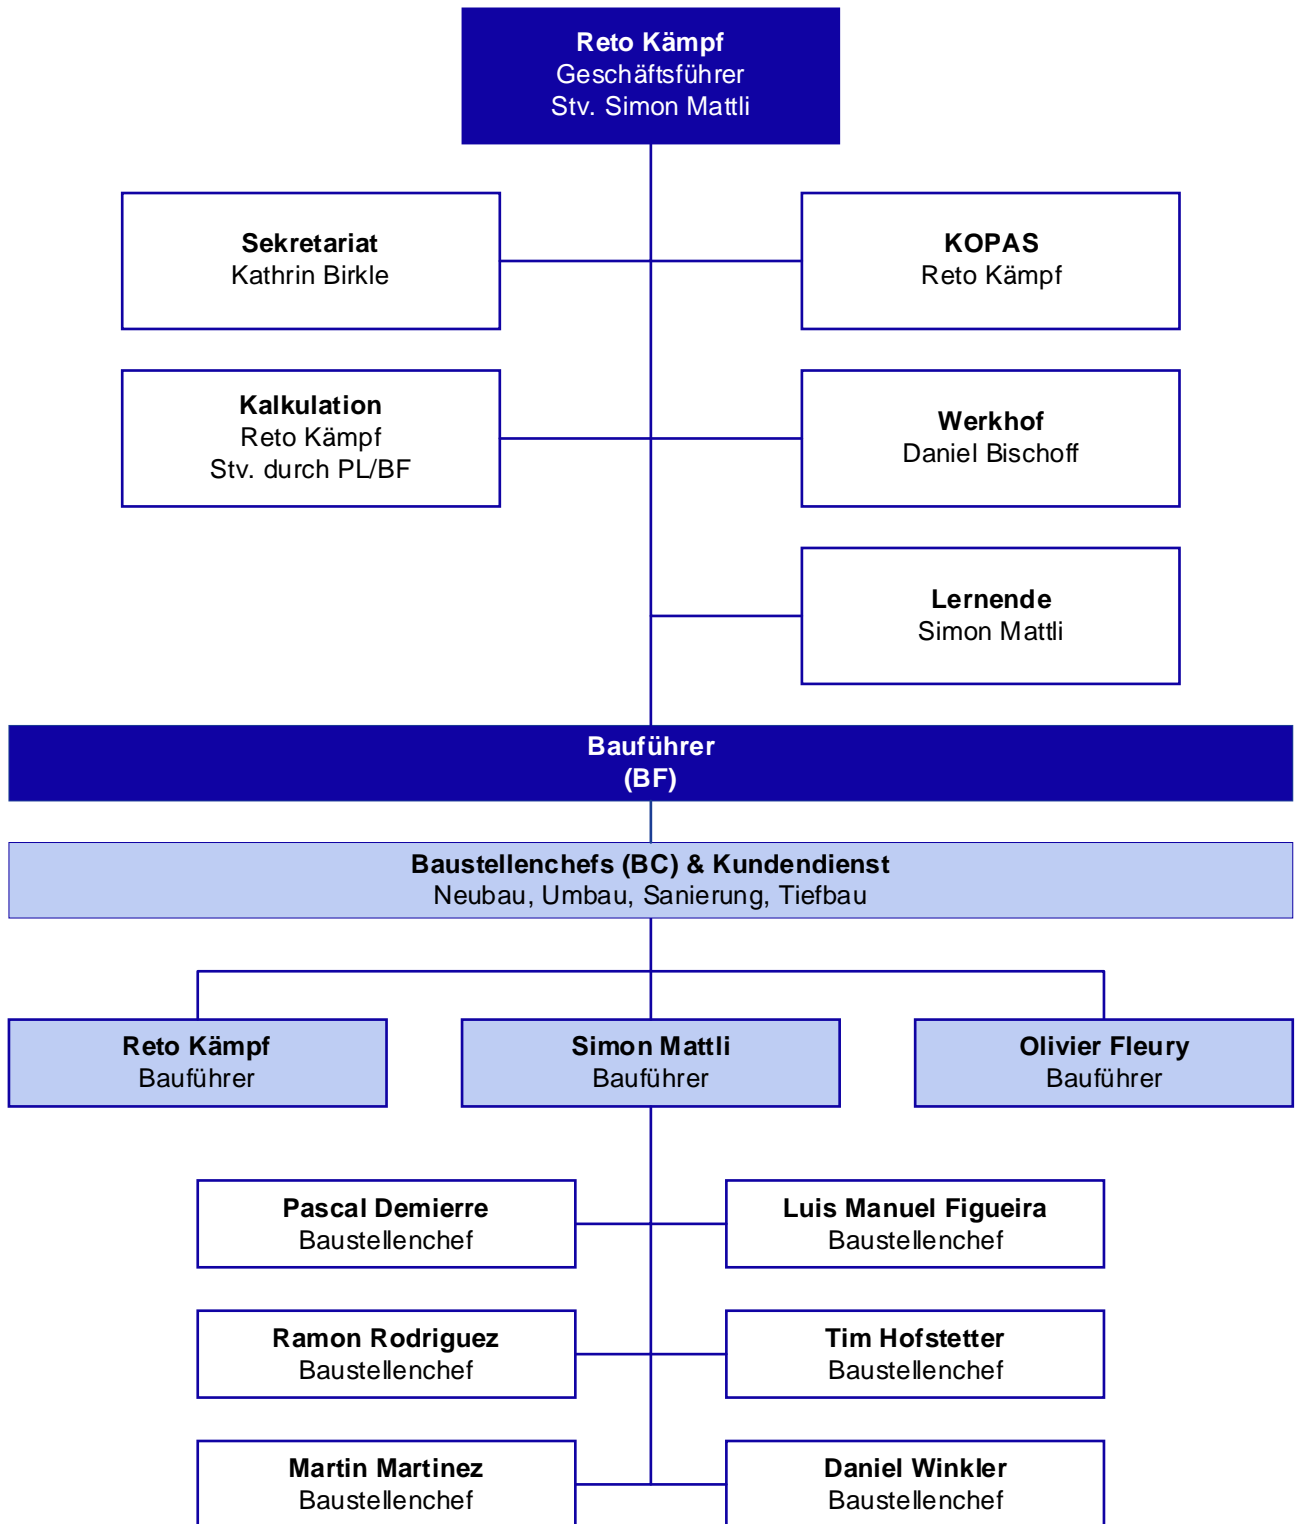 Reto Kämpf
Geschäftsführer
Stv. Simon Mattli
Sekretariat
Kathrin Birkle
KOPAS
Reto Kämpf
Kalkulation
Reto Kämpf
Stv. durch PL/BF
Werkhof
Daniel Bischoff
Lernende
Simon Mattli
Bauführer
(BF)
Baustellenchefs (BC) & Kundendienst
Neubau, Umbau, Sanierung, Tiefbau
Reto Kämpf
Bauführer
Simon Mattli
Bauführer
Olivier Fleury
Bauführer
Pascal Demierre
Baustellenchef
Luis Manuel Figueira
Baustellenchef
Ramon Rodriguez
Baustellenchef
Tim Hofstetter
Baustellenchef
Martin Martinez
Baustellenchef
Daniel Winkler
Baustellenchef